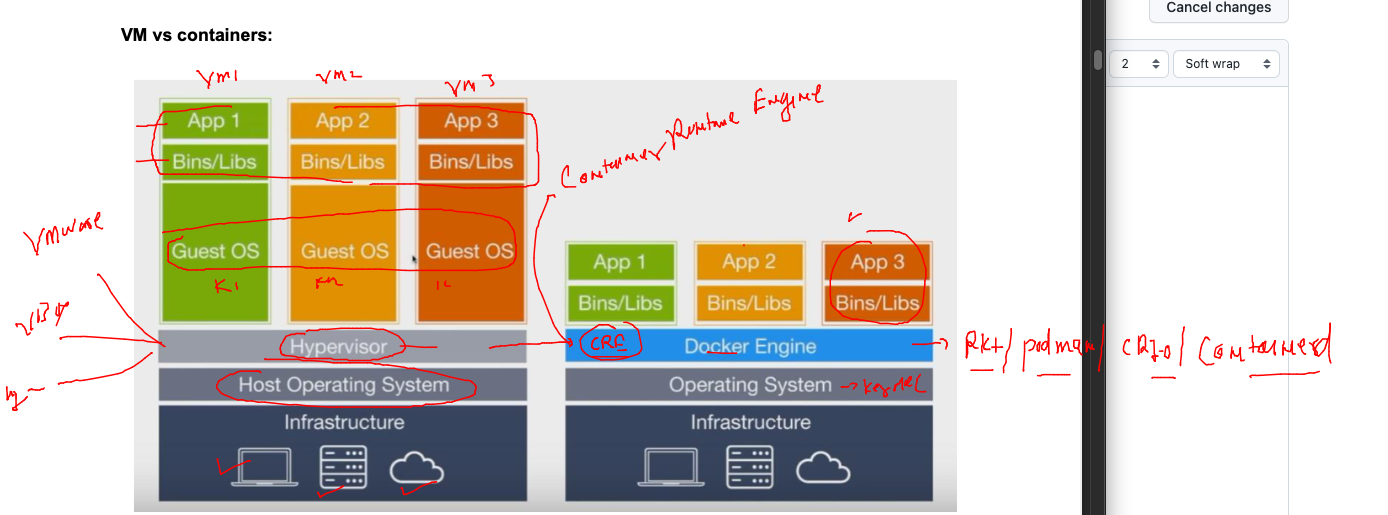 Cancel changes
VM vs containers:
2
Soft wrap
VM1 VM2 VM3
Container Runtime Engine
App 1 App 2 App 3
Bins/Libs Bins/Libs Bins/Libs
VMware
Guest OS Guest OS Guest OS
K1 K2
App 1 App 2 App 3
Bins/Libs Bins/Libs Bins/Libs
Hypervisor
CRE Docker Engine
Rkt/ podman/ CRI-O/ Containerd
Host Operating System
Operating System → Kernel
Infrastructure
Infrastructure